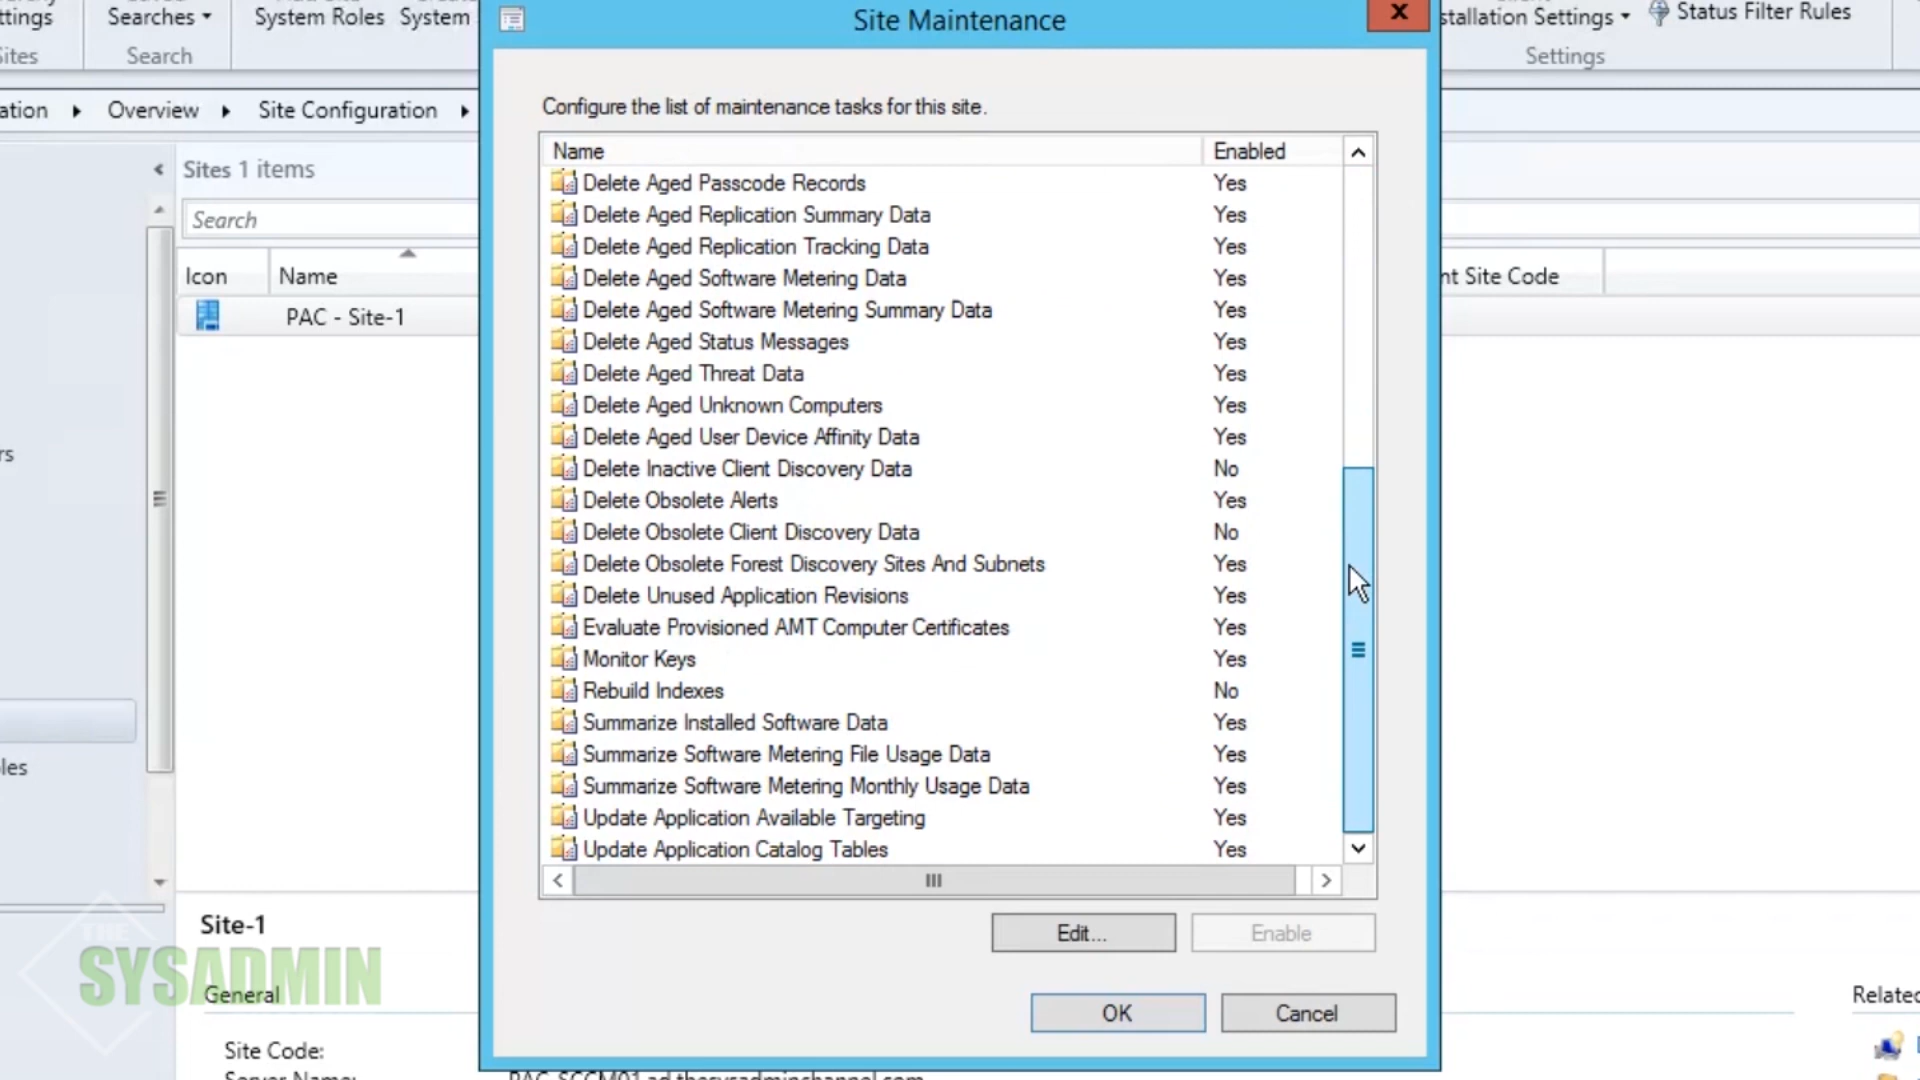 ttings
Searches
System Roles
System
Sites
Search
Site Maintenance
X
stallation Settings
Status Filter Rules
Settings
ation
Overview
Site Configuration
Configure the list of maintenance tasks for this site.
Sites 1 items
Search
Icon
Name
PAC - Site-1
nt Site Code
Name
Enabled
Delete Aged Passcode Records
Yes
Delete Aged Replication Summary Data
Yes
Delete Aged Replication Tracking Data
Yes
Delete Aged Software Metering Data
Yes
Delete Aged Software Metering Summary Data
Yes
Delete Aged Status Messages
Yes
Delete Aged Threat Data
Yes
Delete Aged Unknown Computers
Yes
Delete Aged User Device Affinity Data
Yes
Delete Inactive Client Discovery Data
No
Delete Obsolete Alerts
Yes
Delete Obsolete Client Discovery Data
No
Delete Obsolete Forest Discovery Sites And Subnets
Yes
Delete Unused Application Revisions
Yes
Evaluate Provisioned AMT Computer Certificates
Yes
Monitor Keys
Yes
Rebuild Indexes
No
Summarize Installed Software Data
Yes
Summarize Software Metering File Usage Data
Yes
Summarize Software Metering Monthly Usage Data
Yes
Update Application Available Targeting
Yes
Update Application Catalog Tables
Yes
rs
les
Edit...
Enable
OK
Cancel
Site-1
THE
SYSADMIN
General
Site Code:
Server Name:
PAC-SCCM01.ad.thesysadminchannel.com
Related